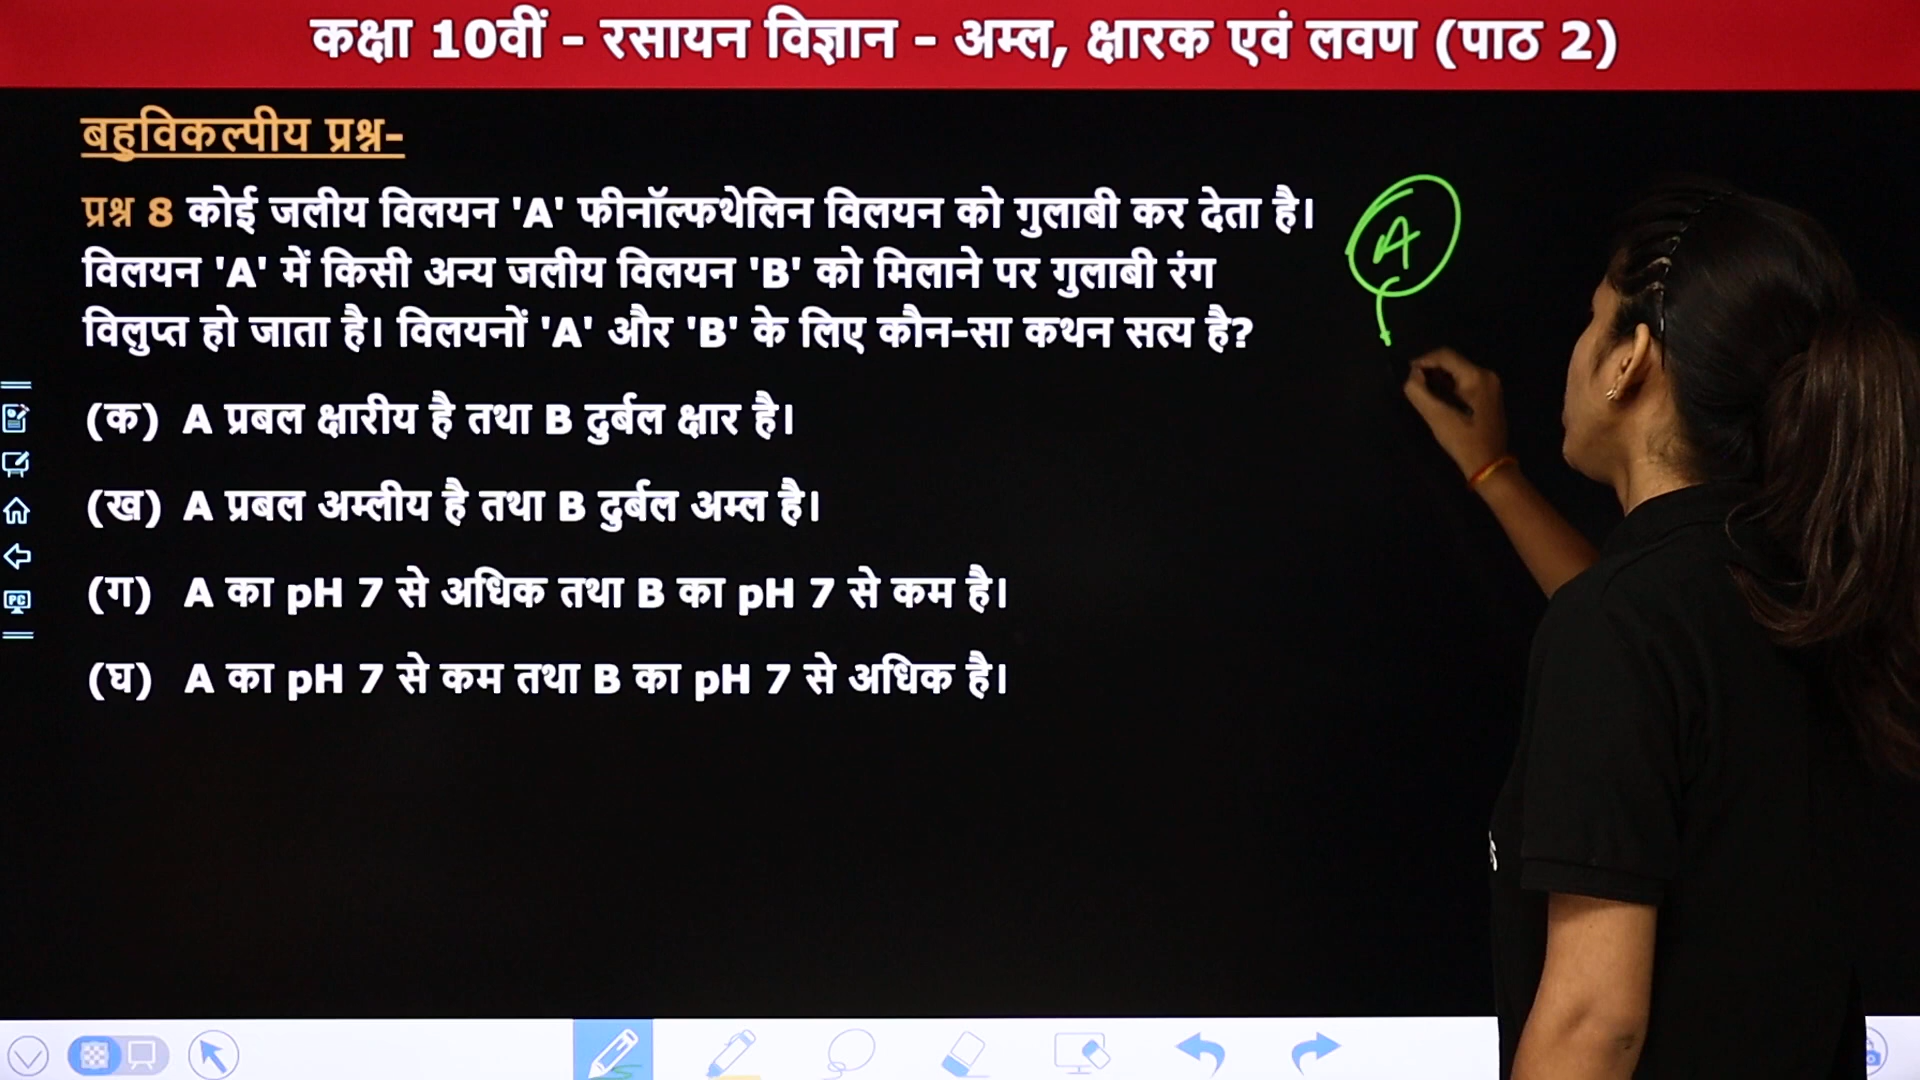 कक्षा 10वीं - रसायन विज्ञान - अम्ल, क्षारक एवं लवण (पाठ 2)
बहुविकल्पीय प्रश्न-
प्रश्न 8 कोई जलीय विलयन 'A' फीनॉल्फथेलिन विलयन को गुलाबी कर देता है।
विलयन 'A' में किसी अन्य जलीय विलयन 'B' को मिलाने पर गुलाबी रंग
विलुप्त हो जाता है। विलयनों 'A' और 'B' के लिए कौन-सा कथन सत्य है?
(क) A प्रबल क्षारीय है तथा B दुर्बल क्षार है।
(ख) A प्रबल अम्लीय है तथा B दुर्बल अम्ल है।
(ग) A का pH 7 से अधिक तथा B का pH 7 से कम है।
(घ) A का pH 7 से कम तथा B का pH 7 से अधिक है।
A
PC